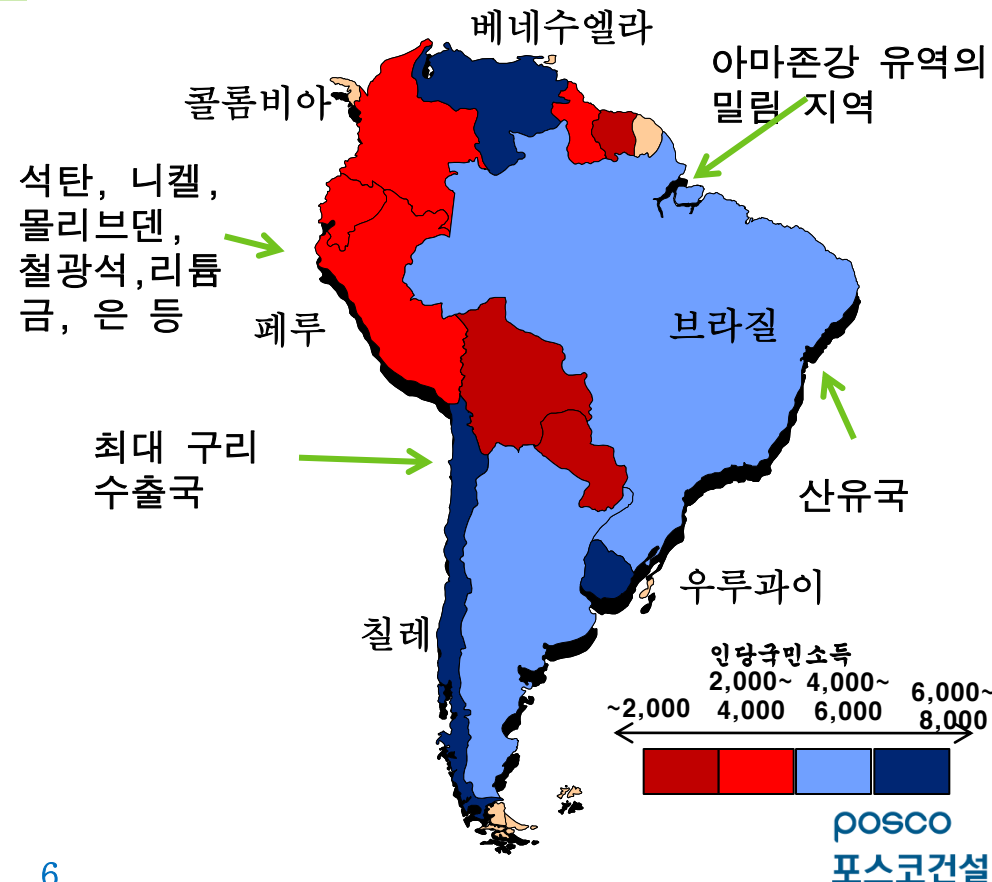 베네수엘라
아마존강 유역의
밀림 지역
콜롬비아
석탄, 니켈,
몰리브덴,
철광석,리튬
금, 은 등
페루
브라질
최대 구리
수출국
산유국
우루과이
칠레
인당국민소득
~2,000
2,000~
4,000
4,000~
6,000
6,000~
8,000
posco
포스코건설
6